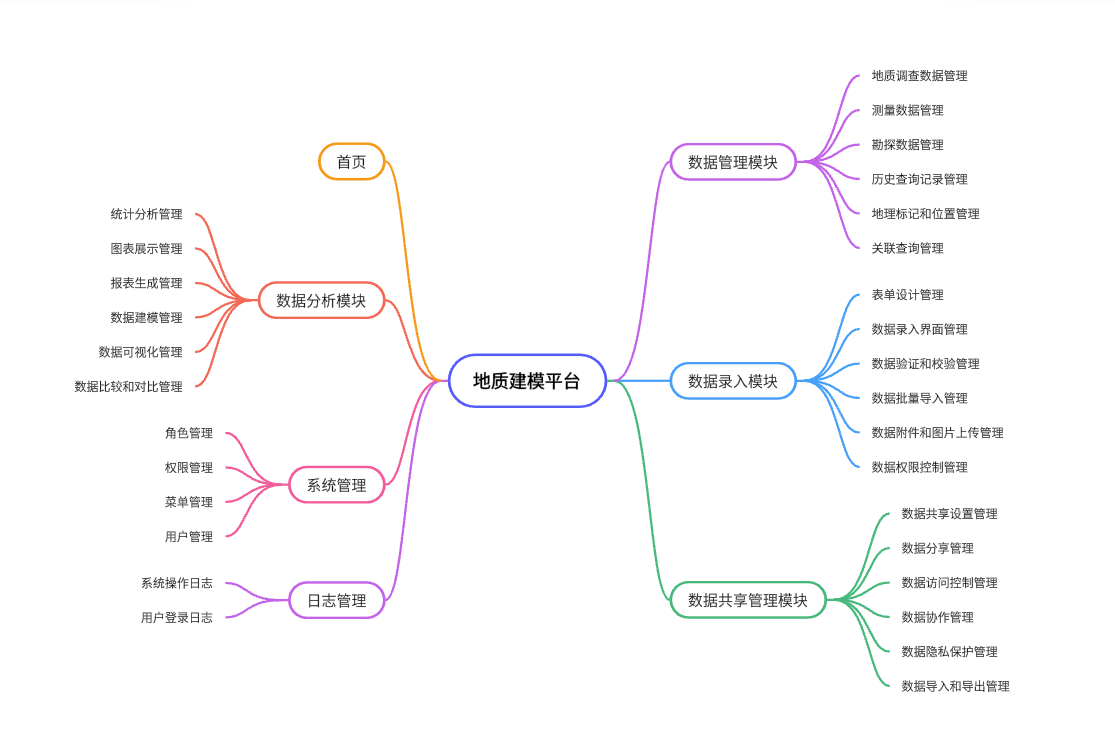 地质建模平台
首页
数据分析模块
统计分析管理
图表展示管理
报表生成管理
数据建模管理
数据可视化管理
数据比较和对比管理
系统管理
角色管理
权限管理
菜单管理
用户管理
日志管理
系统操作日志
用户登录日志
数据管理模块
地质调查数据管理
测量数据管理
勘探数据管理
历史查询记录管理
地理标记和位置管理
关联查询管理
数据录入模块
表单设计管理
数据录入界面管理
数据验证和校验管理
数据批量导入管理
数据附件和图片上传管理
数据权限控制管理
数据共享管理模块
数据共享设置管理
数据分享管理
数据访问控制管理
数据协作管理
数据隐私保护管理
数据导入和导出管理